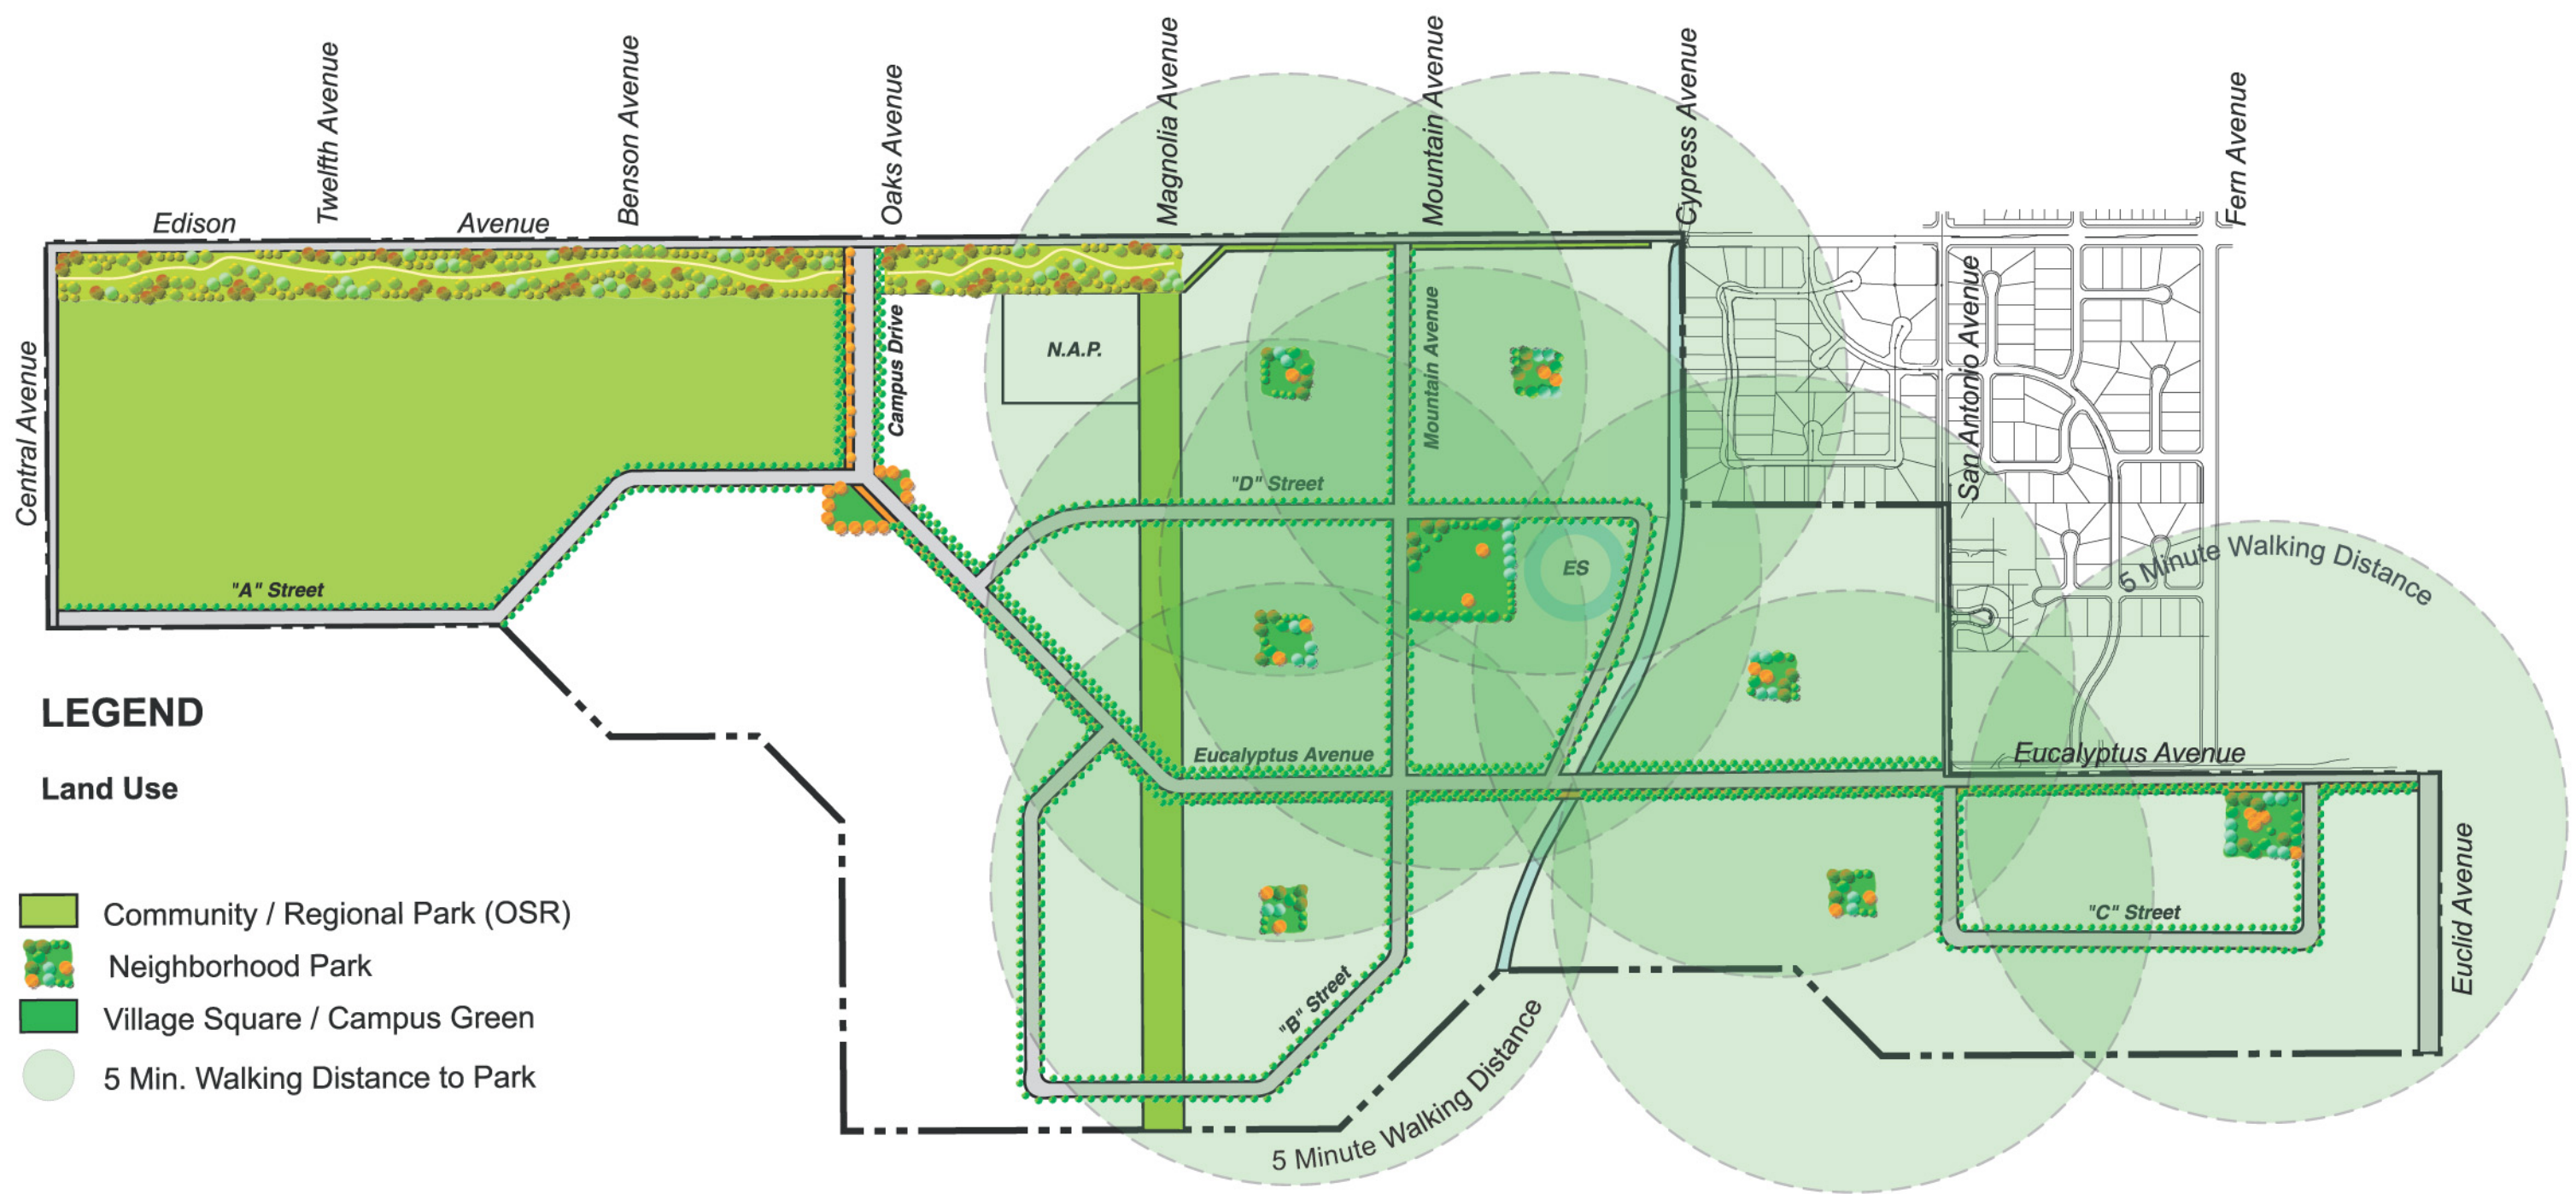 Twelfth Avenue
Benson Avenue
Oaks Avenue
Magnolia Avenue
Mountain Avenue
Cypress Avenue
Fern Avenue
Edison Avenue
Central Avenue
Campus Drive
N.A.P.
Mountain Avenue
San Antonio Avenue
"D" Street
ES
5 Minute Walking Distance
"A" Street
Eucalyptus Avenue
Eucalyptus Avenue
"C" Street
Euclid Avenue
"B" Street
5 Minute Walking Distance
LEGEND
Land Use
Community / Regional Park (OSR)
Neighborhood Park
Village Square / Campus Green
5 Min. Walking Distance to Park